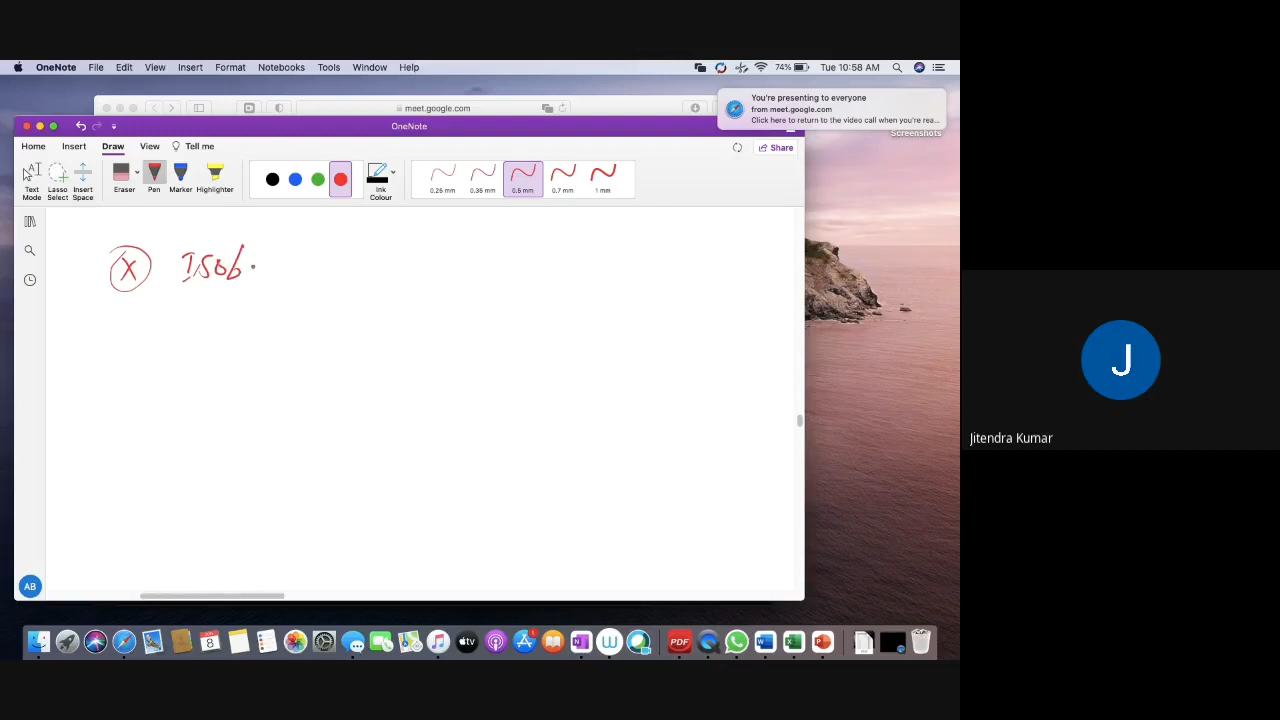 OneNote File Edit View Insert Format Notebooks Tools Window Help 74% Tue 10:58 AM
meet.google.com
You're presenting to everyone
from meet.google.com
Click here to return to the video call when you're rea...
Screenshots
OneNote
Home Insert Draw View Tell me Share
Text Mode
Lasso Select
Insert Space
Eraser
Pen
Marker
Highlighter
Ink Colour
0.25 mm 0.35 mm 0.5 mm 0.7 mm 1 mm
X Isob
AB
JUN
8
PDF
J
Jitendra Kumar